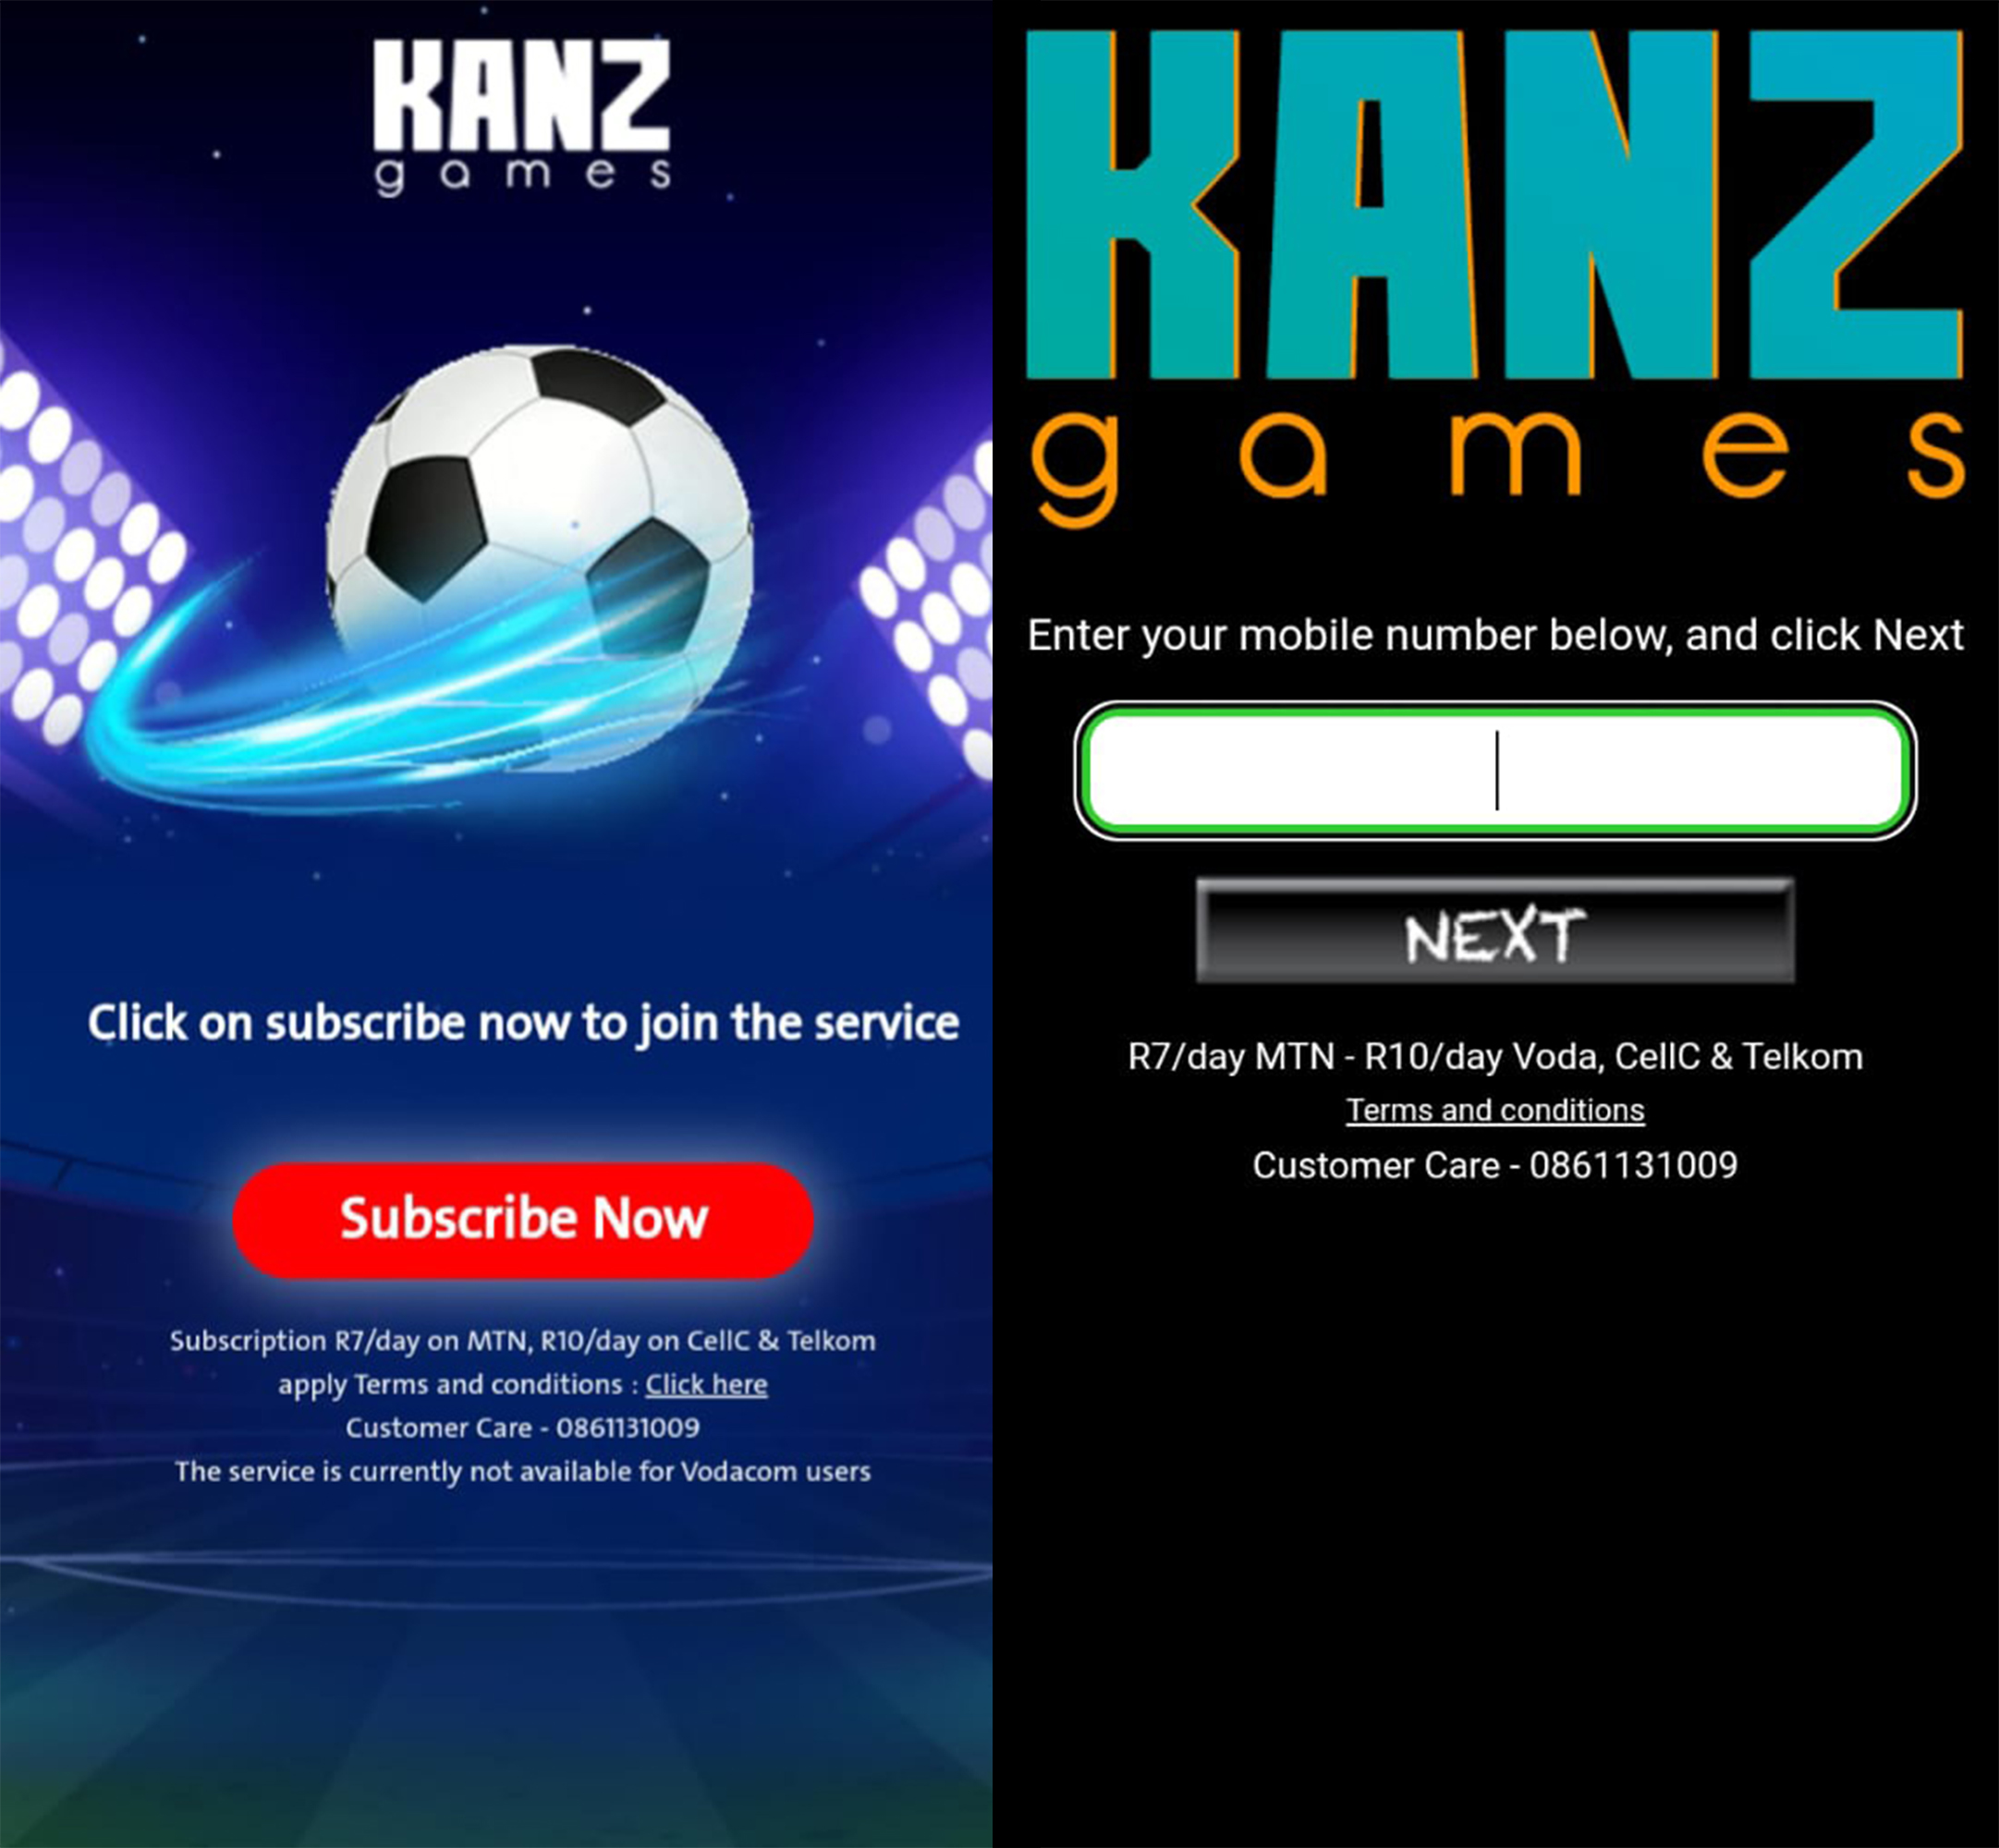 KANZ
games
Click on subscribe now to join the service
Subscribe Now
Subscription R7/day on MTN, R10/day on CellC & Telkom
apply Terms and conditions : Click here
Customer Care - 0861131009
The service is currently not available for Vodacom users
KANZ
games
Enter your mobile number below, and click Next
NEXT
R7/day MTN - R10/day Voda, CellC & Telkom
Terms and conditions
Customer Care - 0861131009